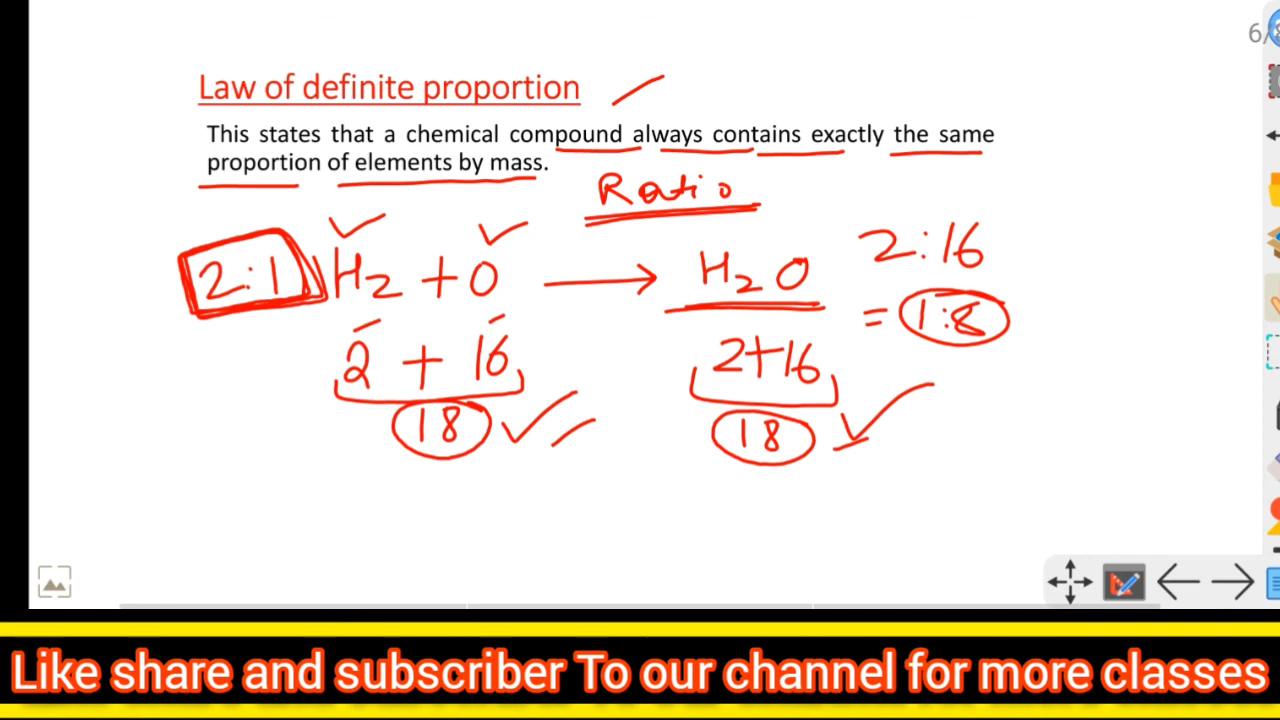 6/
Law of definite proportion
This states that a chemical compound always contains exactly the same
proportion of elements by mass.
Ratio
2:1 H₂ + O → H₂O 2:16
= 1:8
2 + 16 2+16
18 18
Like share and subscriber To our channel for more classes